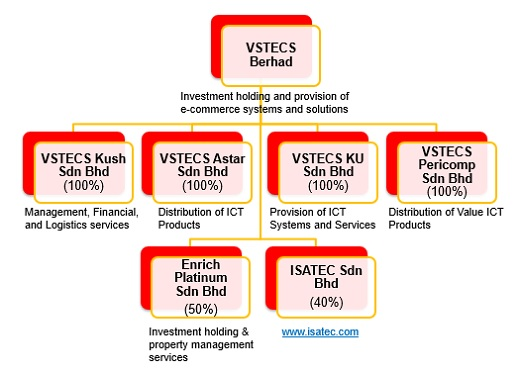 VSTECS
Berhad
Investment holding and provision of
e-commerce systems and solutions
VSTECS Kush
Sdn Bhd
(100%)
Management, Financial,
and Logistics services
VSTECS Astar
Sdn Bhd
(100%)
Distribution of ICT
Products
VSTECS KU
Sdn Bhd
(100%)
Provision of ICT
Systems and Services
VSTECS
Pericomp
Sdn Bhd
(100%)
Distribution of Value ICT
Products
Enrich
Platinum
Sdn Bhd
(50%)
Investment holding &
property management
services
ISATEC Sdn
Bhd
(40%)
www.isatec.com